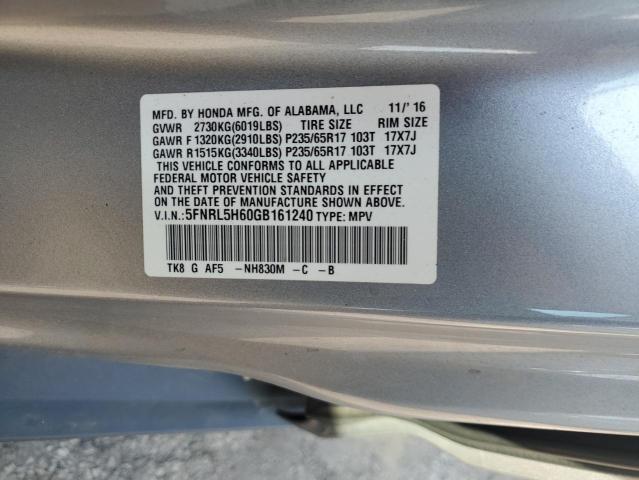 MFD. BY HONDA MFG. OF ALABAMA, LLC 11/'16
GVWR 2730KG(6019LBS) TIRE SIZE RIM SIZE
GAWR F 1320KG(2910LBS) P235/65R17 103T 17X7J
GAWR R1515KG(3340LBS) P235/65R17 103T 17X7J
THIS VEHICLE CONFORMS TO ALL APPLICABLE
FEDERAL MOTOR VEHICLE SAFETY
AND THEFT PREVENTION STANDARDS IN EFFECT
ON THE DATE OF MANUFACTURE SHOWN ABOVE.
V.I.N.: 5FNRL5H60GB161240 TYPE: MPV
TK8 G AF5 -NH830M -C -B